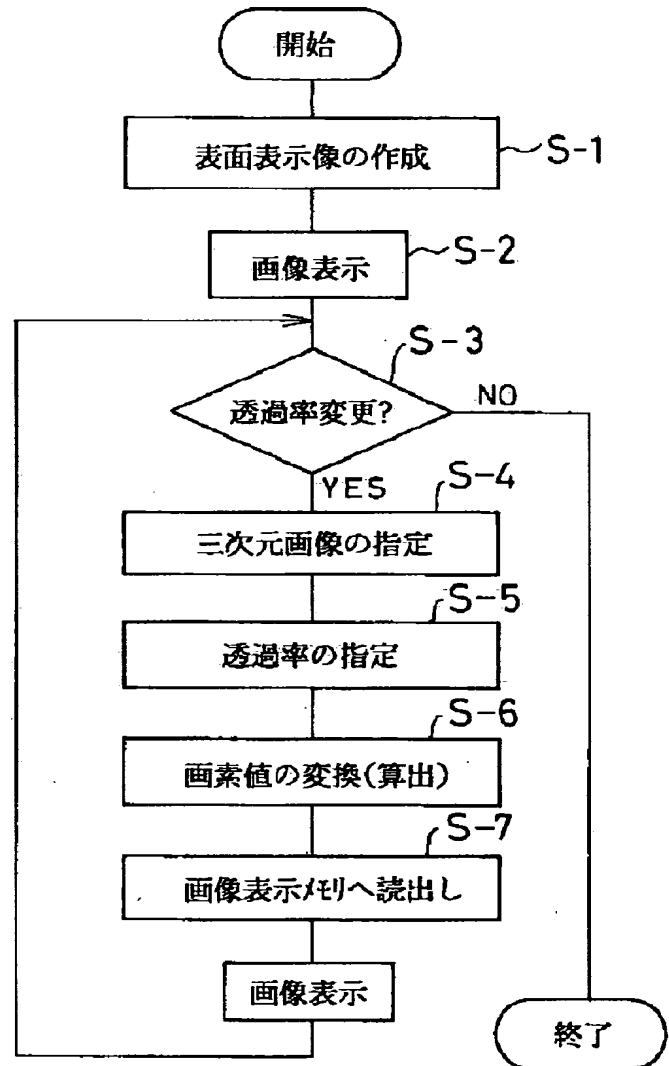 開始
表面表示像の作成
S-1
画像表示
S-2
S-3
透過率変更?
NO
YES
S-4
三次元画像の指定
S-5
透過率の指定
S-6
画素値の変換(算出)
S-7
画像表示メモリへ読出し
画像表示
終了